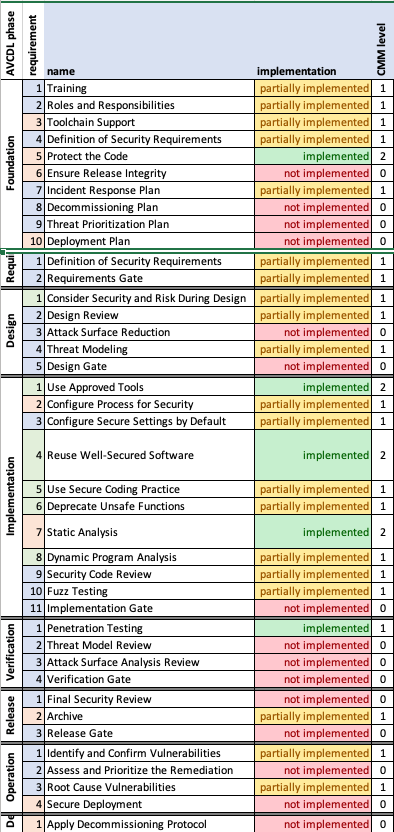 AVCDL phase requirement name implementation CMM level
Foundation
1 Training partially implemented 1
2 Roles and Responsibilities partially implemented 1
3 Toolchain Support partially implemented 1
4 Definition of Security Requirements partially implemented 1
5 Protect the Code implemented 2
6 Ensure Release Integrity not implemented 0
7 Incident Response Plan partially implemented 1
8 Decommissioning Plan not implemented 0
9 Threat Prioritization Plan not implemented 0
10 Deployment Plan not implemented 0
Requi
1 Definition of Security Requirements partially implemented 1
2 Requirements Gate partially implemented 1
Design
1 Consider Security and Risk During Design partially implemented 1
2 Design Review partially implemented 1
3 Attack Surface Reduction not implemented 0
4 Threat Modeling partially implemented 1
5 Design Gate not implemented 0
Implementation
1 Use Approved Tools implemented 2
2 Configure Process for Security partially implemented 1
3 Configure Secure Settings by Default partially implemented 1
4 Reuse Well-Secured Software implemented 2
5 Use Secure Coding Practice partially implemented 1
6 Deprecate Unsafe Functions partially implemented 1
7 Static Analysis implemented 2
8 Dynamic Program Analysis partially implemented 1
9 Security Code Review partially implemented 1
10 Fuzz Testing partially implemented 1
11 Implementation Gate not implemented 0
Verification
1 Penetration Testing implemented 1
2 Threat Model Review not implemented 0
3 Attack Surface Analysis Review not implemented 0
4 Verification Gate not implemented 0
Release
1 Final Security Review not implemented 0
2 Archive partially implemented 1
3 Release Gate not implemented 0
Operation
1 Identify and Confirm Vulnerabilities partially implemented 1
2 Assess and Prioritize the Remediation not implemented 0
3 Root Cause Vulnerabilities partially implemented 1
4 Secure Deployment not implemented 0
De
1 Apply Decommissioning Protocol not implemented 0